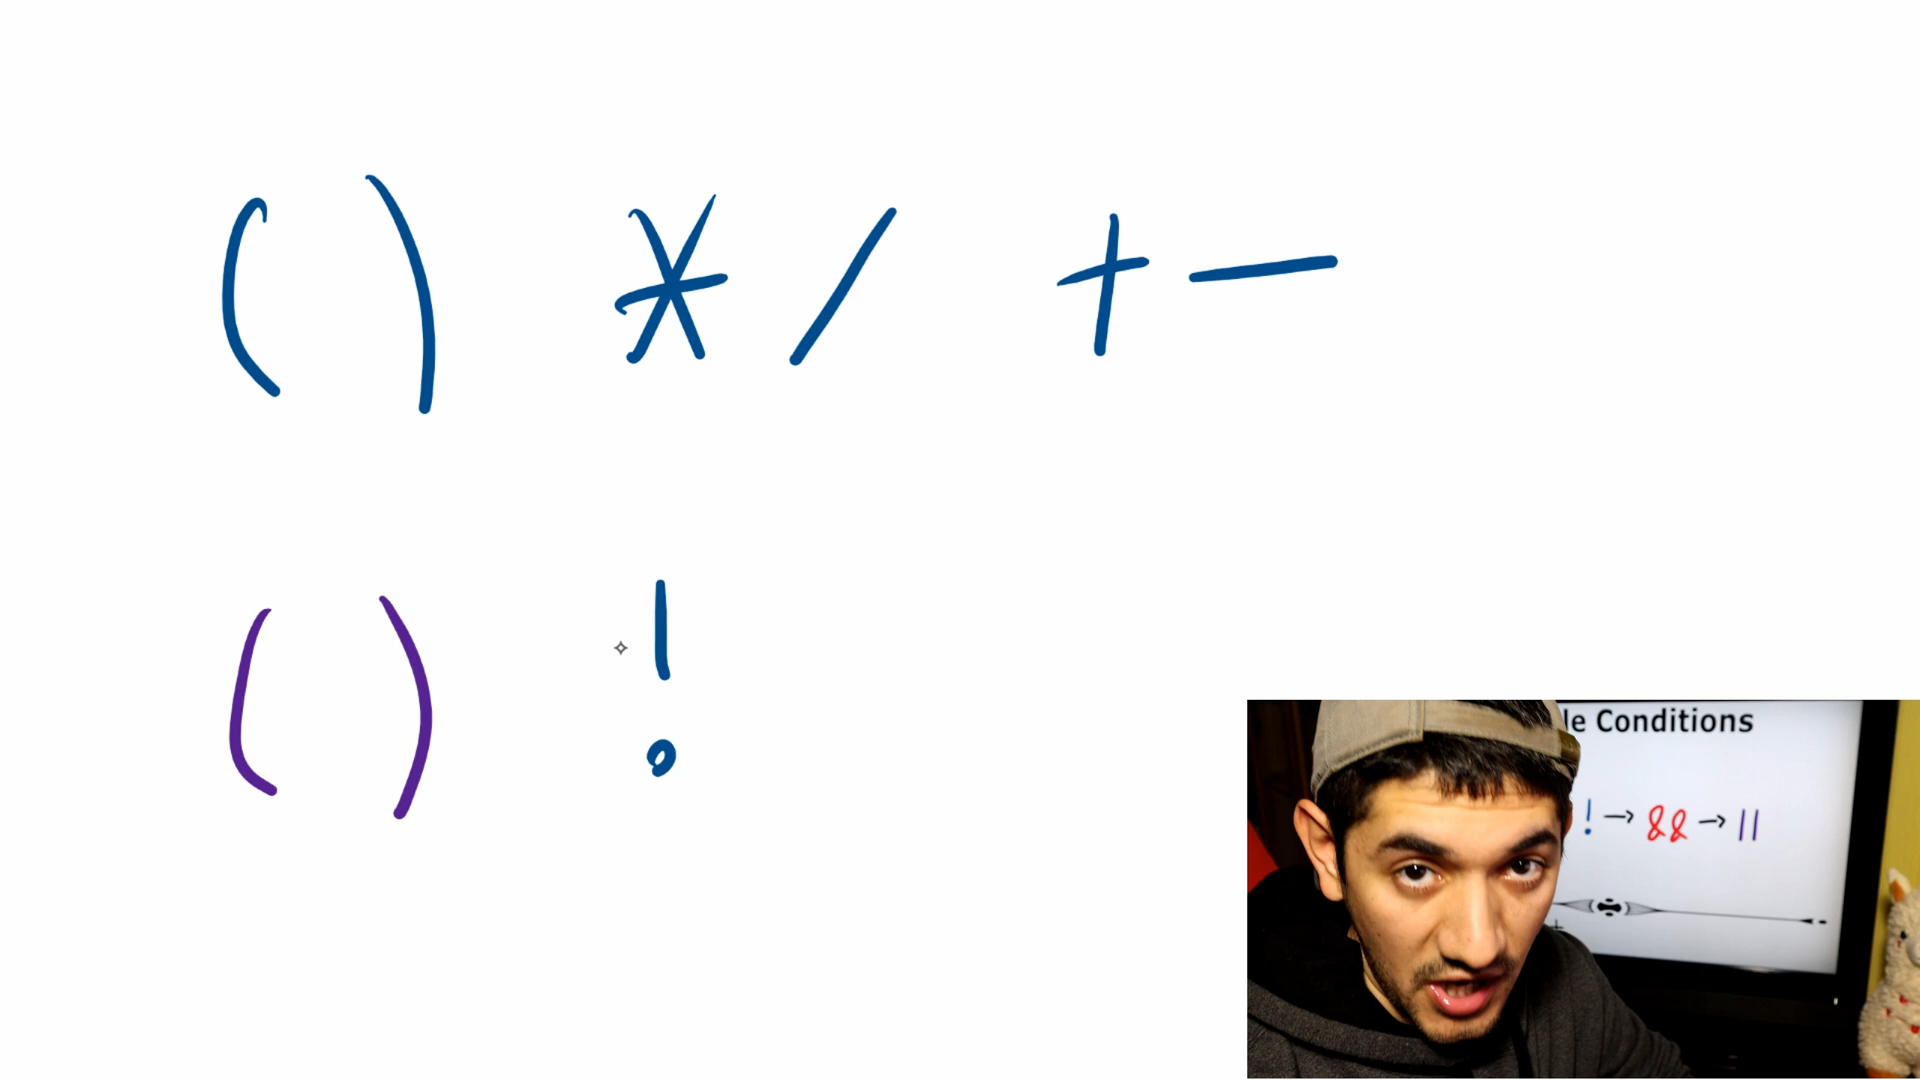 ( ) * / + -
( ) !
le Conditions
! → && → ||